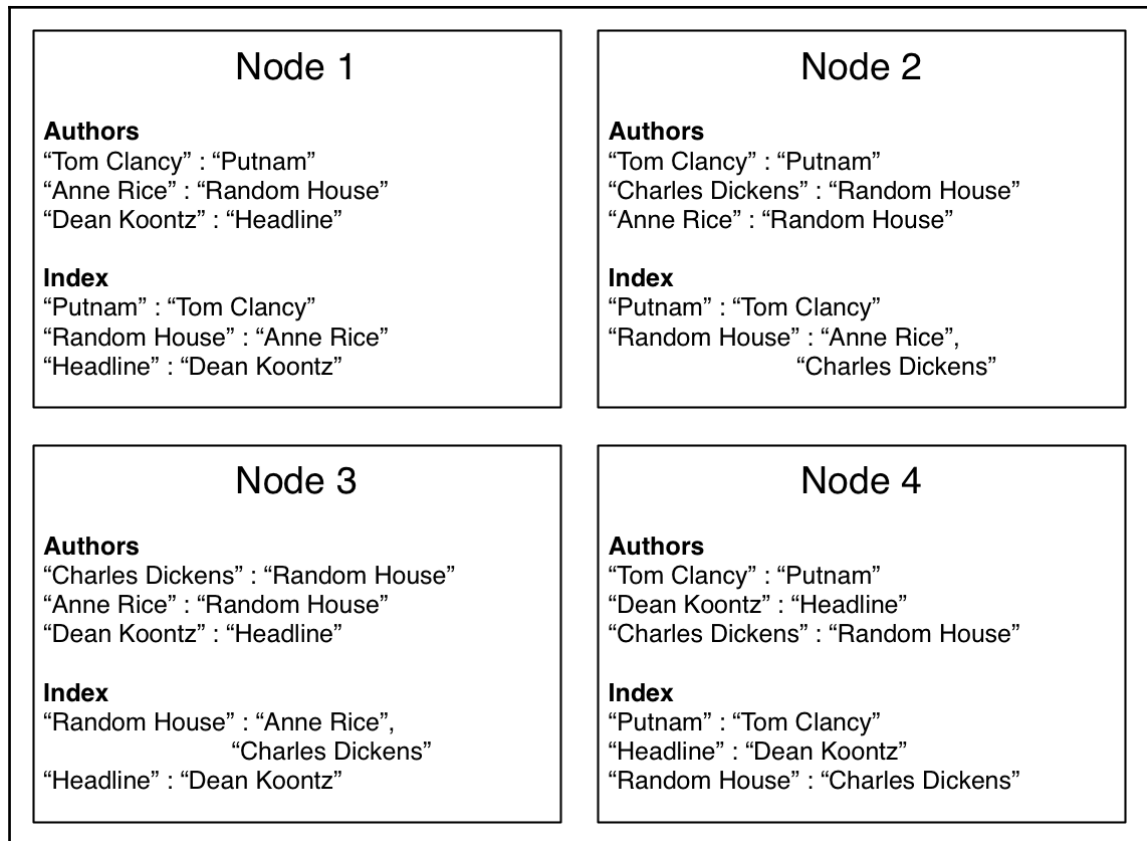 Node 1
Authors
“Tom Clancy” : “Putnam”
“Anne Rice” : “Random House”
“Dean Koontz” : “Headline”
Index
“Putnam” : “Tom Clancy”
“Random House” : “Anne Rice”
“Headline” : “Dean Koontz”
Node 2
Authors
“Tom Clancy” : “Putnam”
“Charles Dickens” : “Random House”
“Anne Rice” : “Random House”
Index
“Putnam” : “Tom Clancy”
“Random House” : “Anne Rice”,
“Charles Dickens”
Node 3
Authors
“Charles Dickens” : “Random House”
“Anne Rice” : “Random House”
“Dean Koontz” : “Headline”
Index
“Random House” : “Anne Rice”,
“Charles Dickens”
“Headline” : “Dean Koontz”
Node 4
Authors
“Tom Clancy” : “Putnam”
“Dean Koontz” : “Headline”
“Charles Dickens” : “Random House”
Index
“Putnam” : “Tom Clancy”
“Headline” : “Dean Koontz”
“Random House” : “Charles Dickens”